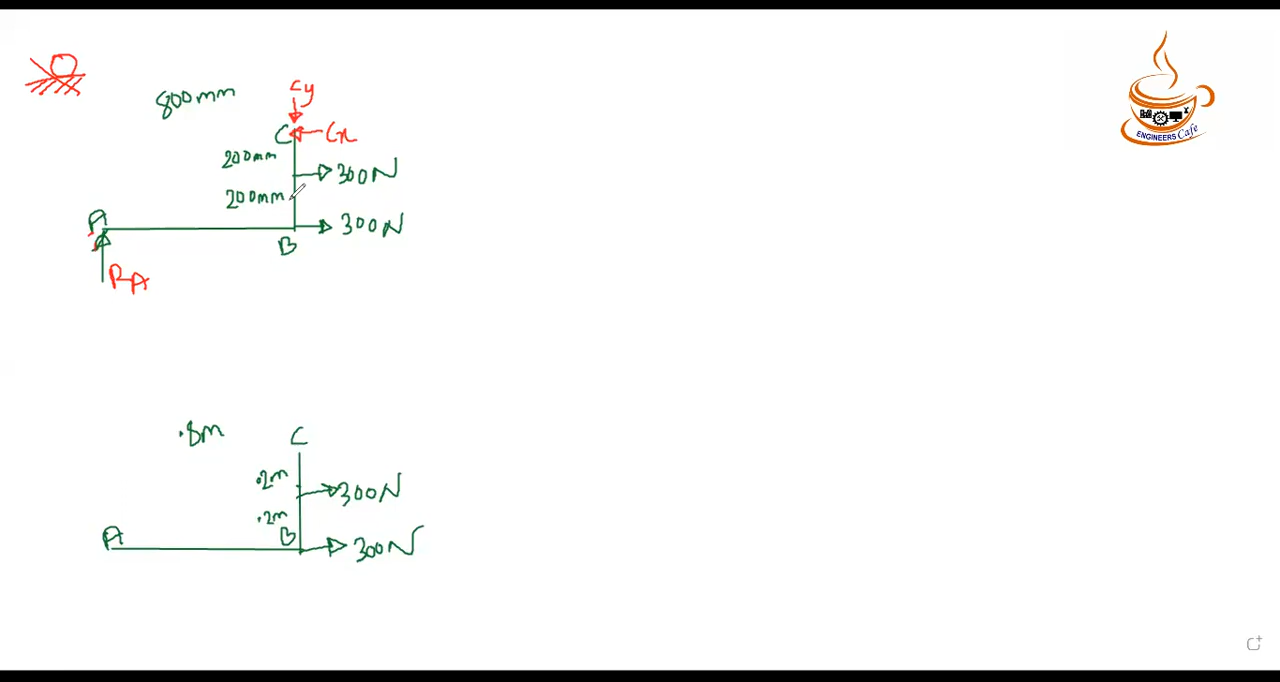 800mm
Cy
C
Cx
200mm
300N
200mm
A
300N
B
RA
.8m
C
.2m
300N
.2m
A
B
300N
ENGINEERS Cafe